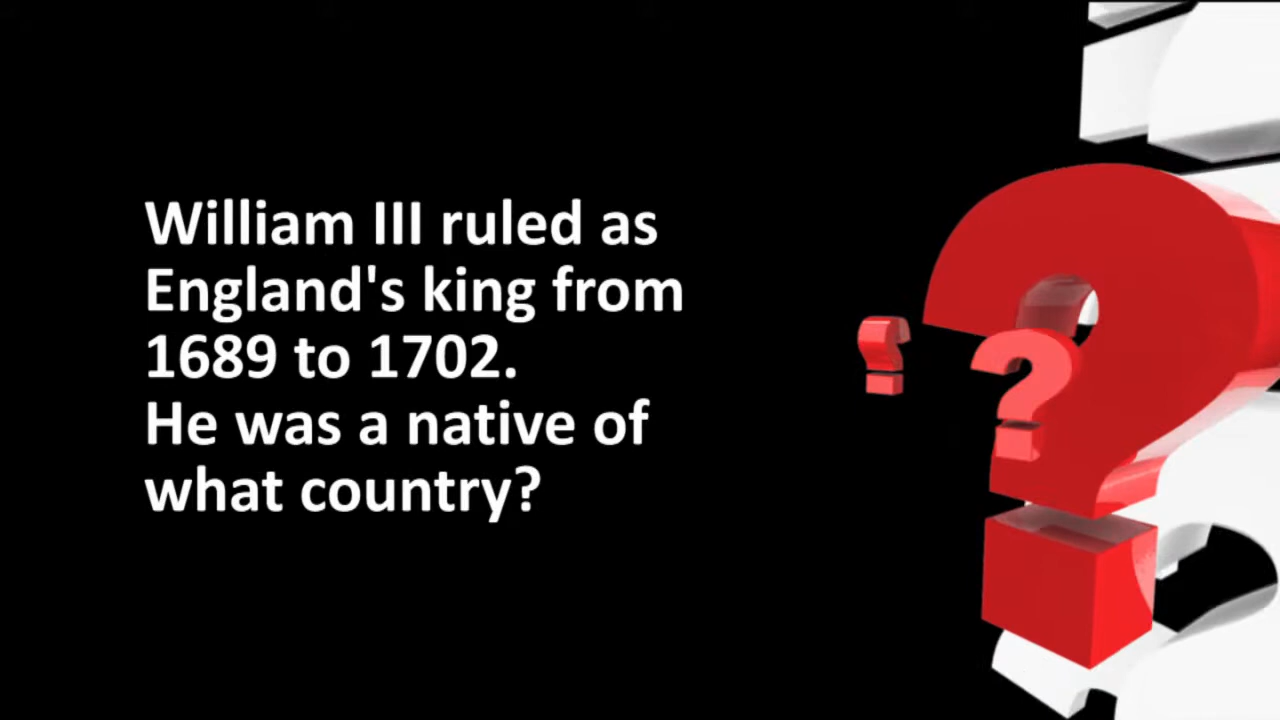 William III ruled as
England's king from
1689 to 1702.
He was a native of
what country?